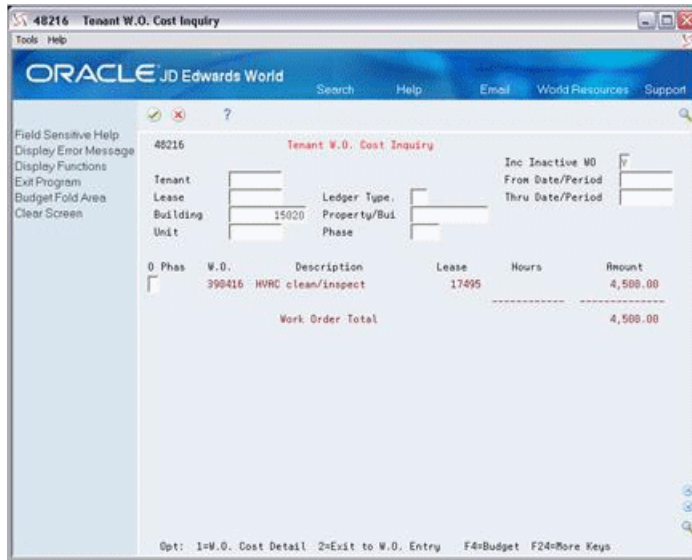 48216 Tenant W.O. Cost Inquiry
Tools Help
ORACLE JD Edwards World
Search Help Email World Resources Support
?
Field Sensitive Help
Display Error Message
Display Functions
Exit Program
Budget Fold Area
Clear Screen
48216 Tenant W.O. Cost Inquiry
Inc Inactive WO Y
Tenant From Date/Period
Lease Ledger Type. Thru Date/Period
Building 15020 Property/Bui
Unit Phase
O Phas W.O. Description Lease Hours Amount
390416 HVAC clean/inspect 17495 4,500.00
------------ --------------
Work Order Total 4,500.00
Opt: 1=W.O. Cost Detail 2=Exit to W.O. Entry F4=Budget F24=More Keys